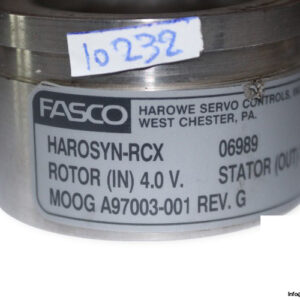 10232
FASCO
HAROWE SERVO CONTROLS,
WEST CHESTER, PA.
HAROSYN-RCX 06989
ROTOR (IN) 4.0 V. STATOR (OUT)
MOOG A97003-001 REV. G